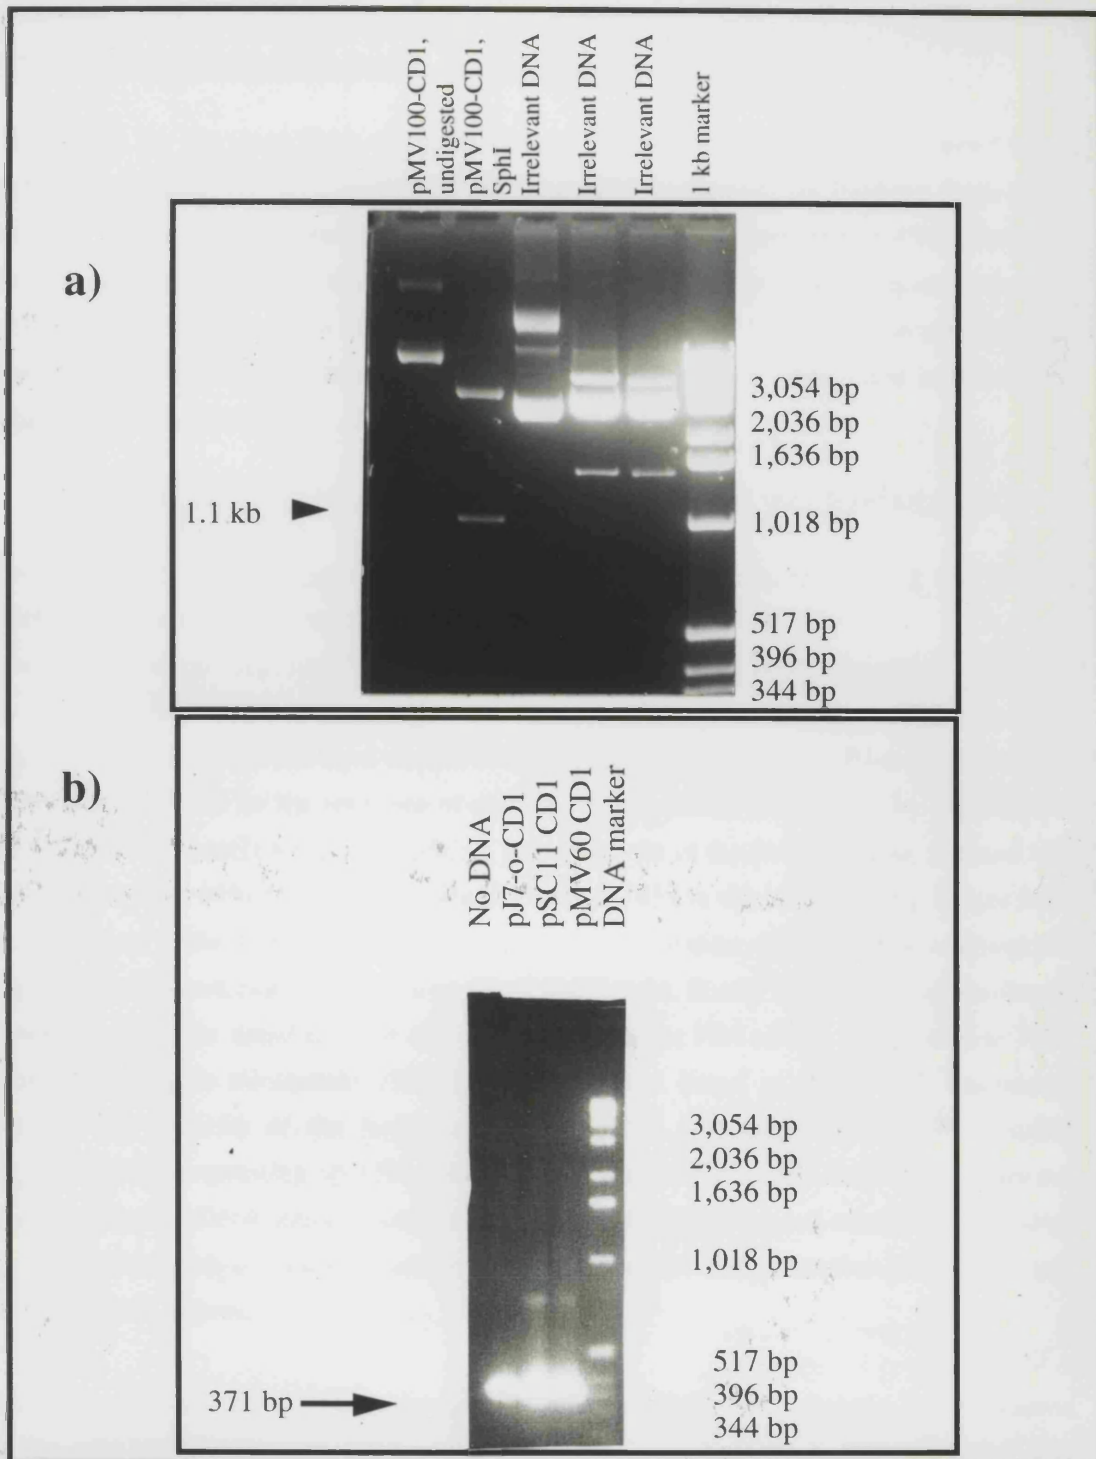 pMV100-CD1,
undigested
pMV100-CD1,
SphI
Irrelevant DNA
Irrelevant DNA
Irrelevant DNA
1 kb marker
a)
3,054 bp
2,036 bp
1,636 bp
1.1 kb
1,018 bp
517 bp
396 bp
344 bp
b)
No DNA
pJ7-o-CD1
pSC11 CD1
pMV60 CD1
DNA marker
3,054 bp
2,036 bp
1,636 bp
1,018 bp
517 bp
371 bp
396 bp
344 bp